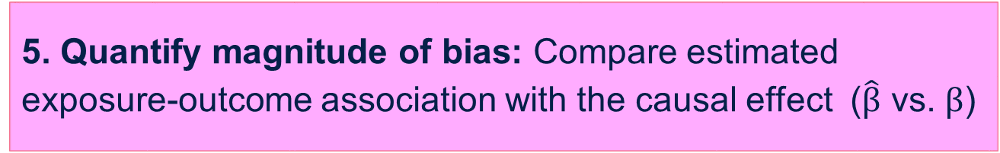 5. Quantify magnitude of bias: Compare estimated
exposure-outcome association with the causal effect (β̂ vs. β)